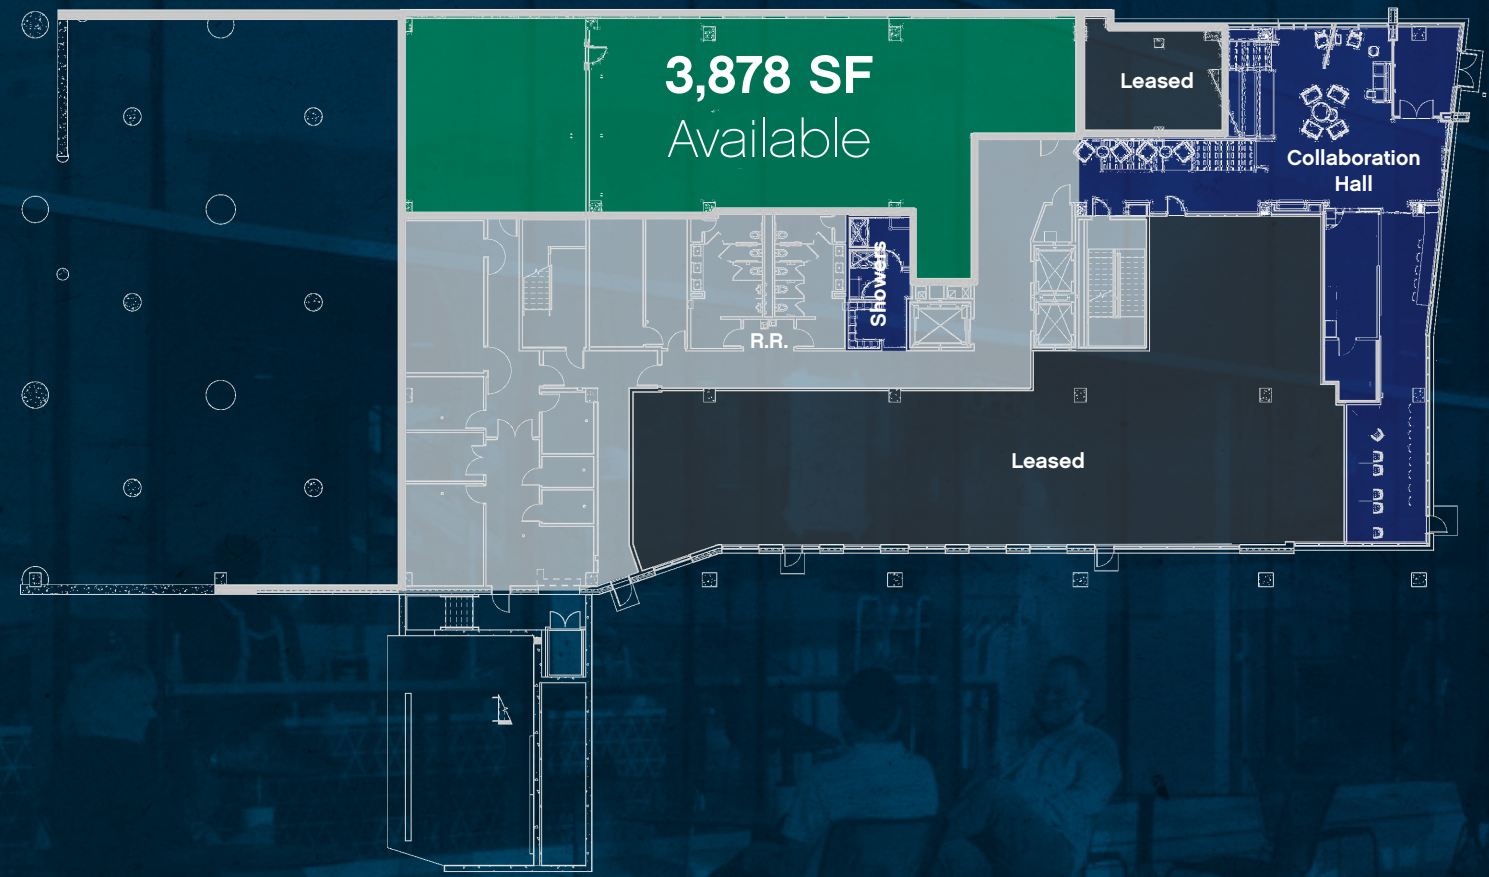 3,878 SF
Available
Leased
Collaboration
Hall
Showers
R.R.
Leased